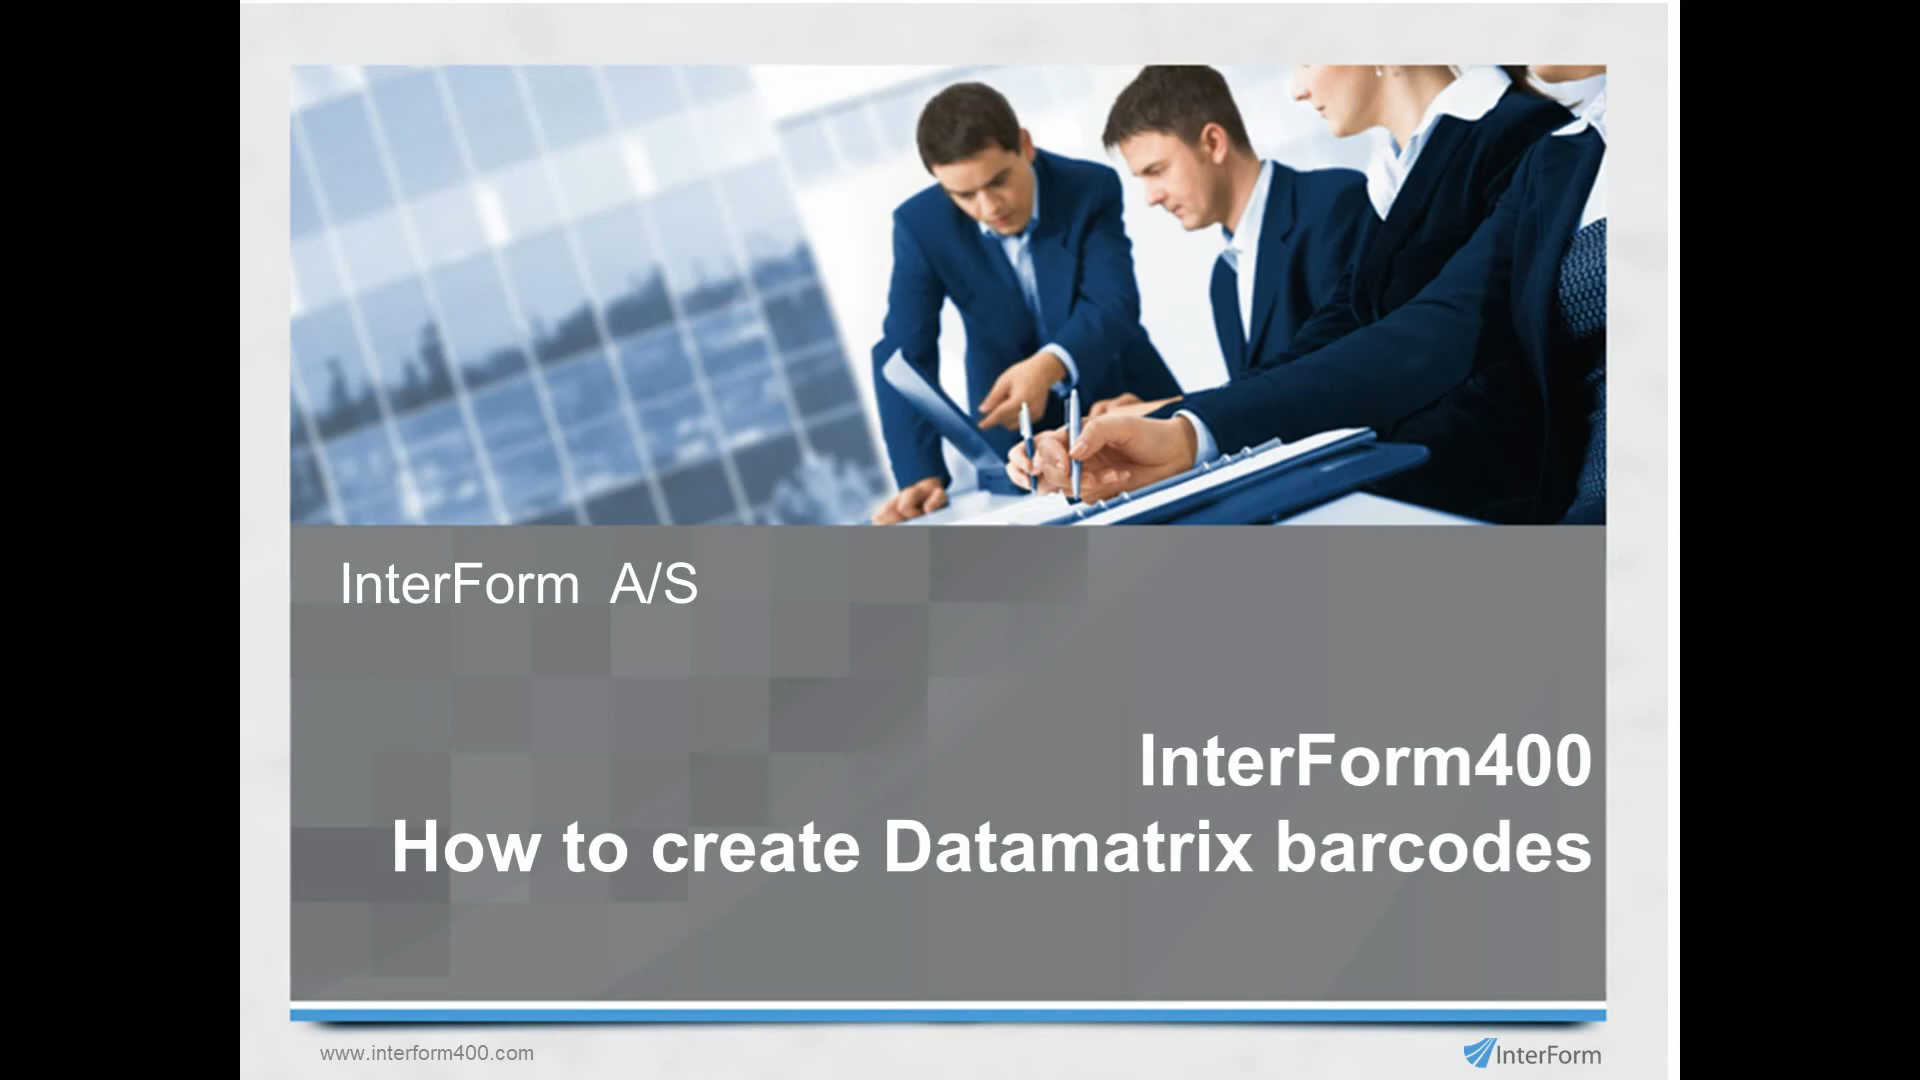 InterForm A/S
InterForm400
How to create Datamatrix barcodes
www.interform400.com
InterForm